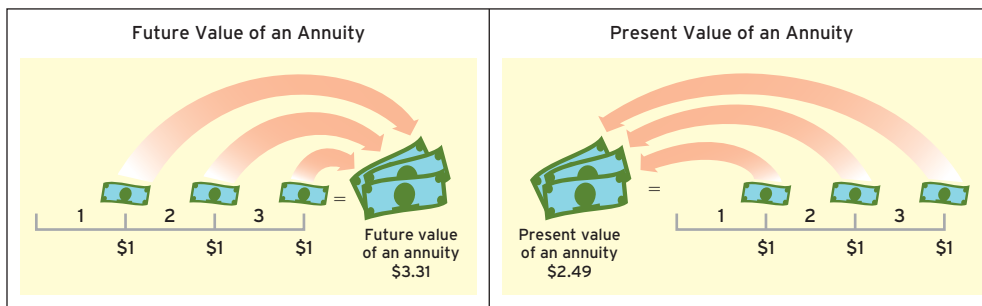 Future Value of an Annuity
=
1 2 3
$1 $1 $1
Future value
of an annuity
$3.31
Present Value of an Annuity
=
1 2 3
Present value
of an annuity
$2.49
$1 $1 $1